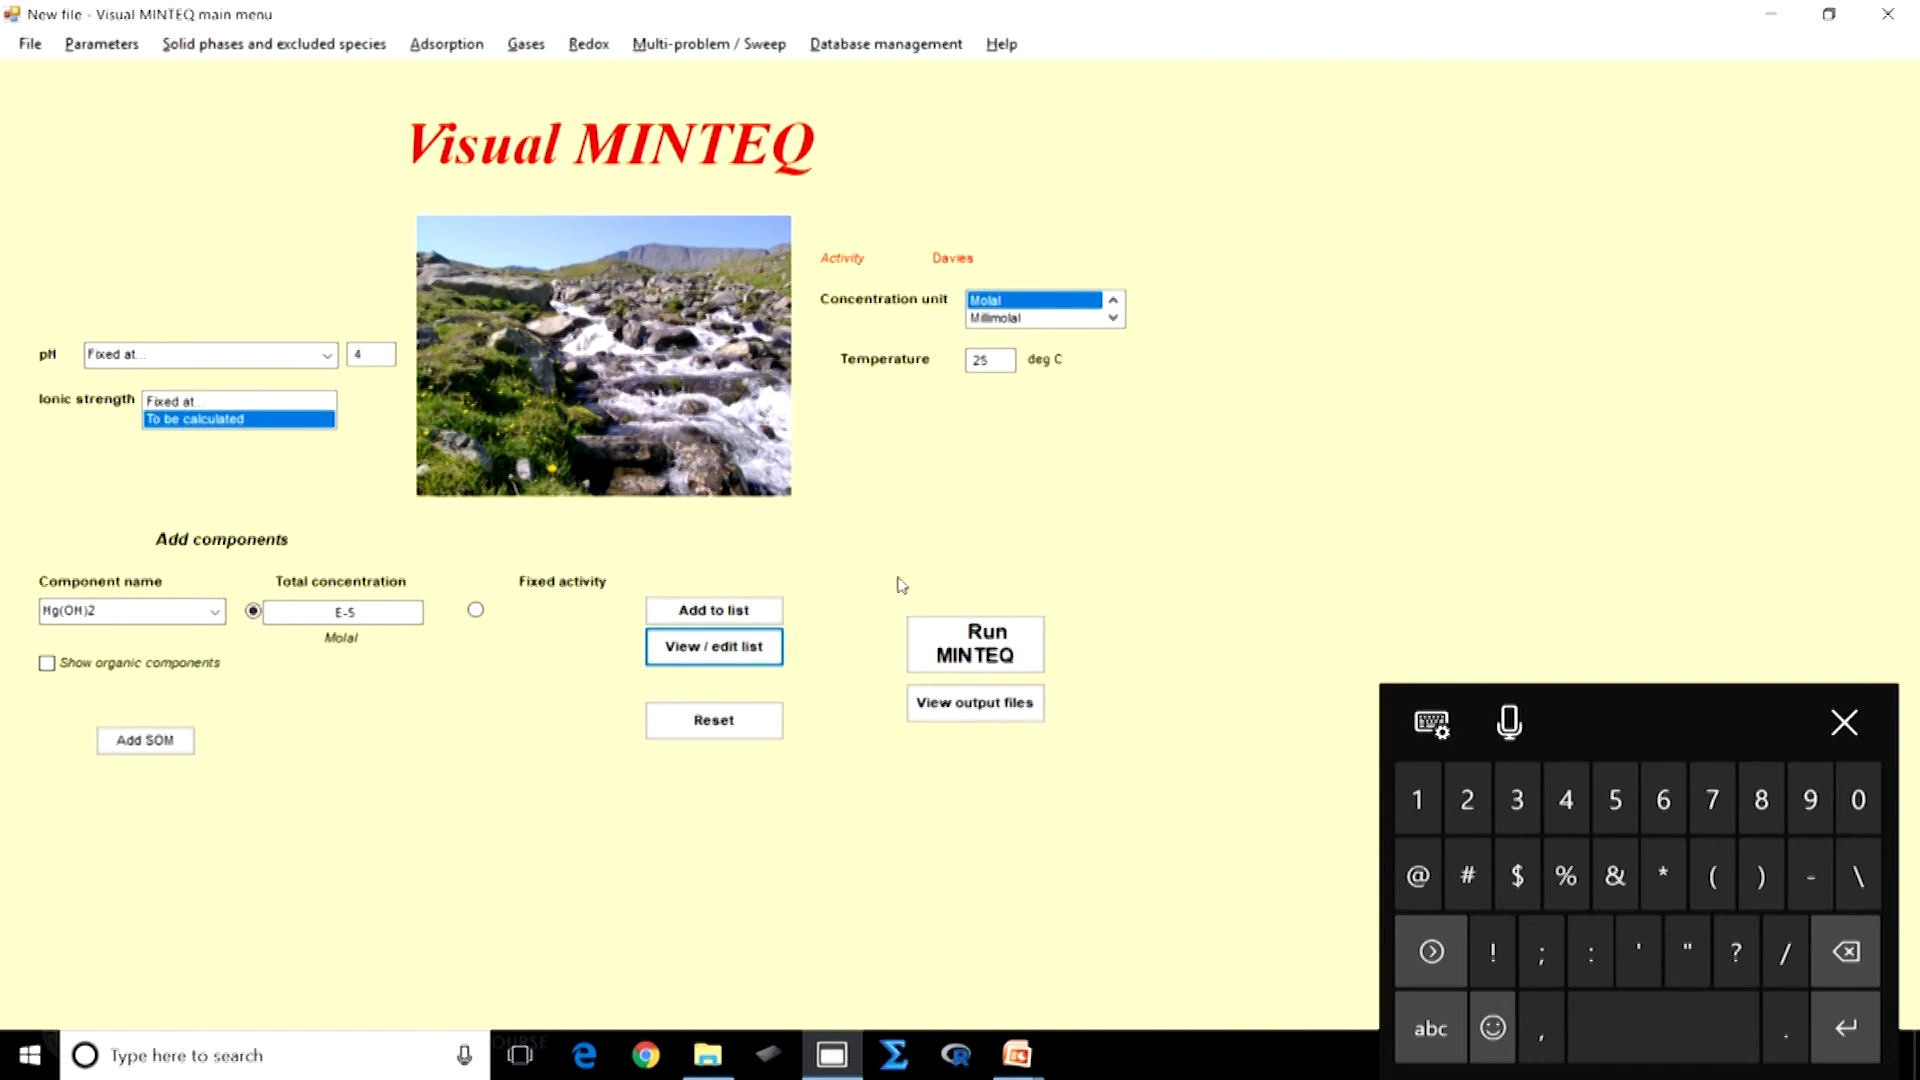 New file - Visual MINTEQ main menu
File Parameters Solid phases and excluded species Adsorption Gases Redox Multi-problem / Sweep Database management Help
Visual MINTEQ
Activity Davies
Concentration unit Molal
Millimolal
pH Fixed at... 4
Temperature 25 deg C
Ionic strength Fixed at...
To be calculated
Add components
Component name Total concentration Fixed activity
Hg(OH)2 E-5 Add to list
Molal
View / edit list
Run
MINTEQ
Show organic components
View output files
Reset
Add SOM
1 2 3 4 5 6 7 8 9 0
@ # $ % & * ( ) - \
! ; : ' " ? /
abc , .
Type here to search